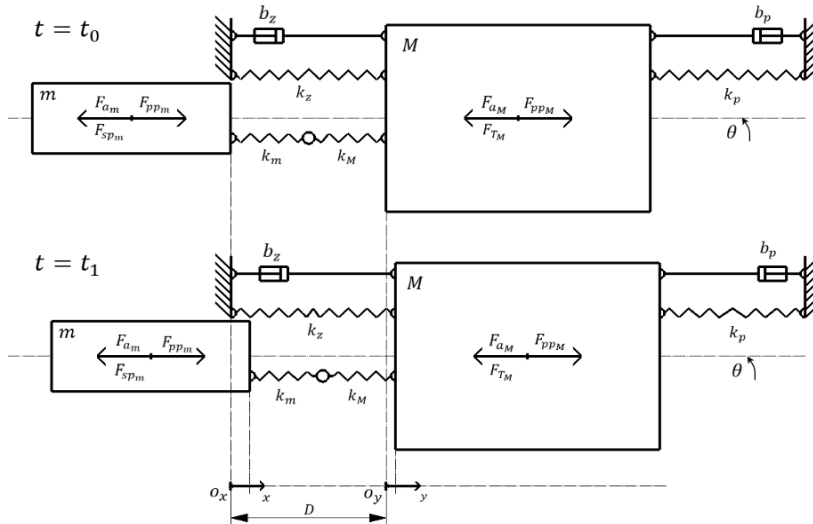 t = t₀
b_z
M
b_p
m
F_{a_m} F_{pp_m}
F_{sp_m}
k_z
F_{a_M} F_{pp_M}
F_{T_M}
k_p
θ
k_m k_M
t = t₁
b_z
M
b_p
m
F_{a_m} F_{pp_m}
F_{sp_m}
k_z
F_{a_M} F_{pp_M}
F_{T_M}
k_p
θ
k_m k_M
o_x x o_y y
D